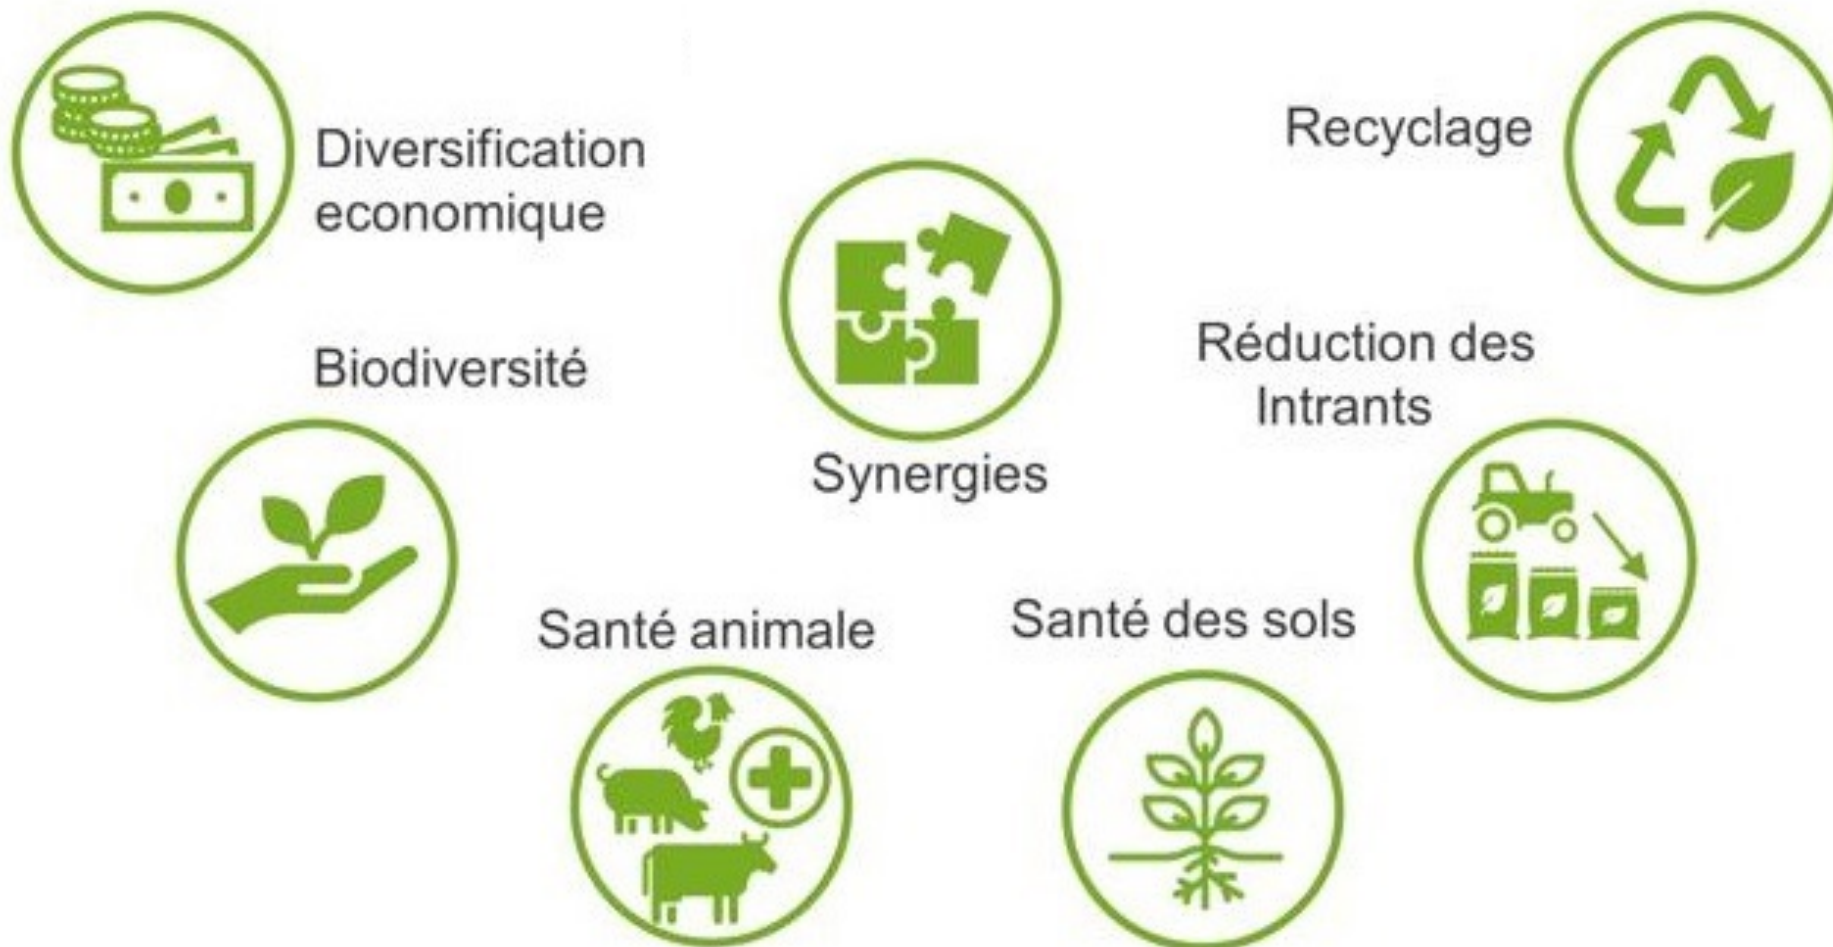 Diversification
economique
Recyclage
Biodiversité
Synergies
Réduction des
Intrants
Santé animale
Santé des sols